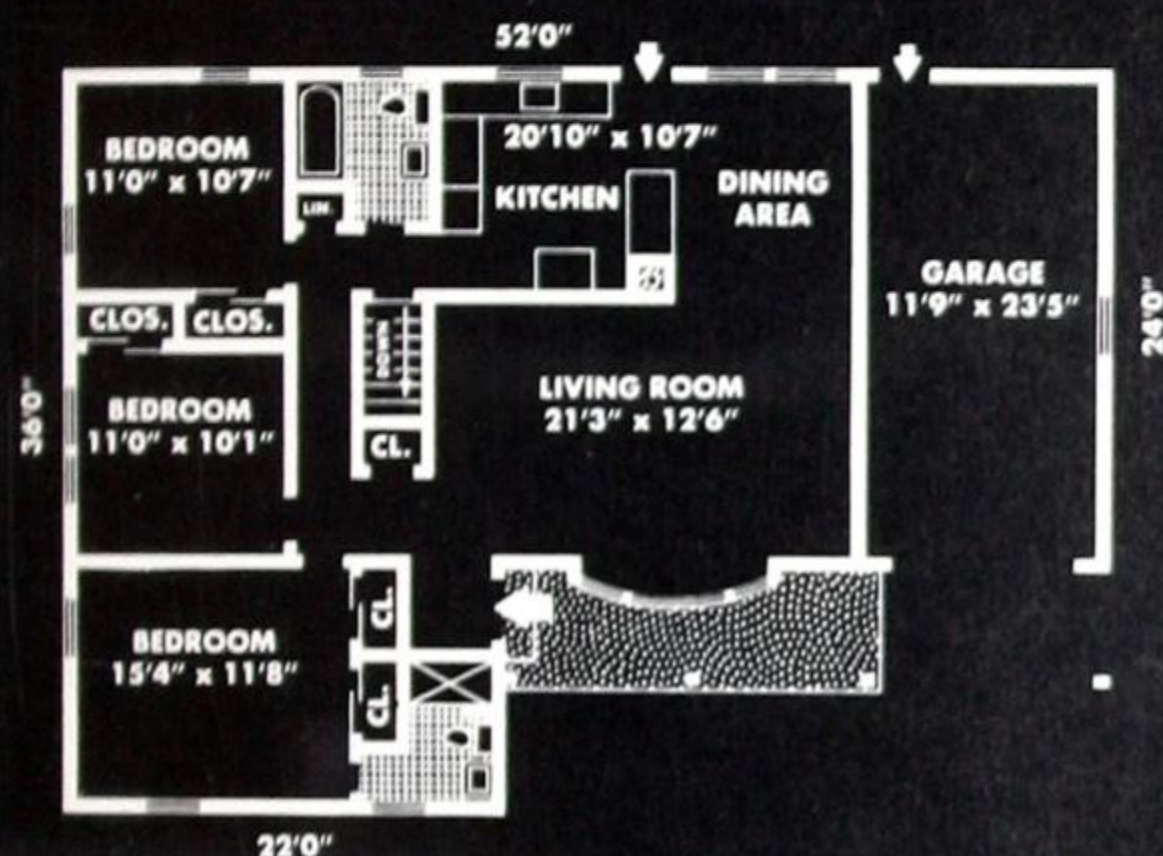 52'0"
BEDROOM
11'0" x 10'7"
LIN.
20'10" x 10'7"
KITCHEN
DINING
AREA
GARAGE
11'9" x 23'5"
24'0"
CLOS.
CLOS.
DOWN
36'0"
BEDROOM
11'0" x 10'1"
CL.
LIVING ROOM
21'3" x 12'6"
BEDROOM
15'4" x 11'8"
CL.
CL.
22'0"